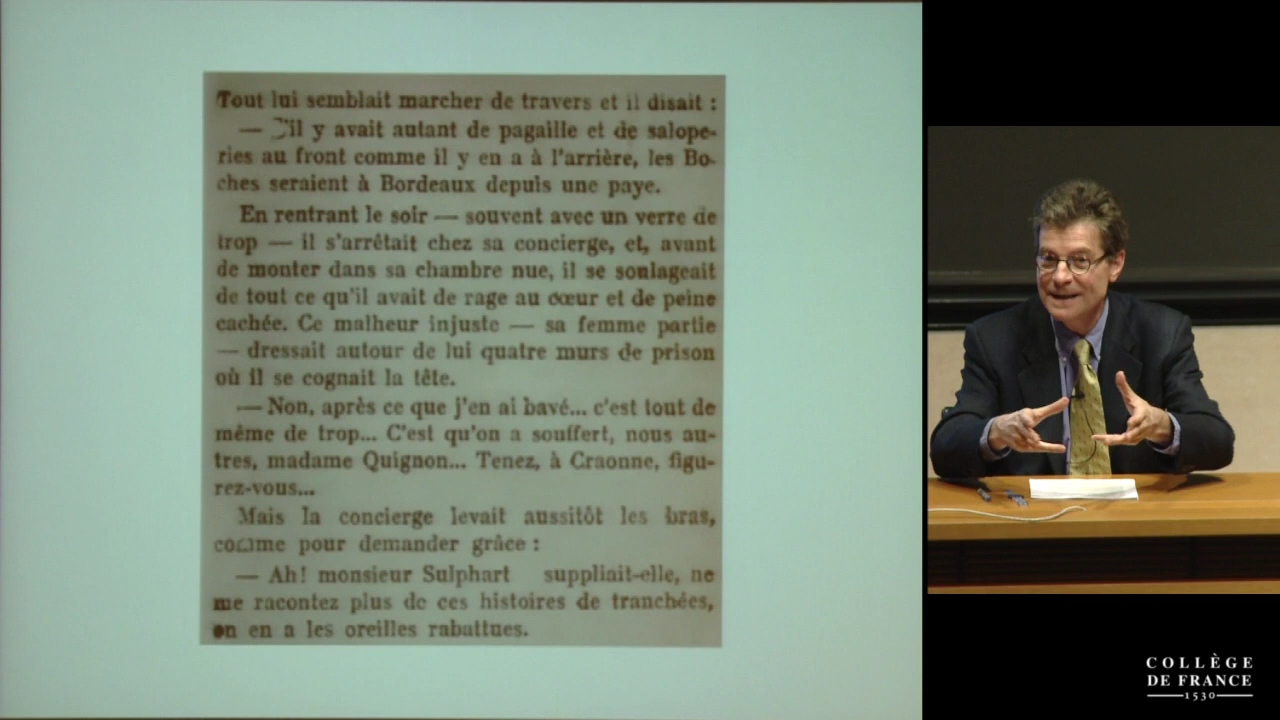 Tout lui semblait marcher de travers et il disait :
— S'il y avait autant de pagaille et de salope-
ries au front comme il y en a à l'arrière, les Bo-
ches seraient à Bordeaux depuis une paye.
En rentrant le soir — souvent avec un verre de
trop — il s'arrêtait chez sa concierge, et, avant
de monter dans sa chambre nue, il se soulageait
de tout ce qu'il avait de rage au cœur et de peine
cachée. Ce malheur injuste — sa femme partie
— dressait autour de lui quatre murs de prison
où il se cognait la tête.
— Non, après ce que j'en ai bavé... c'est tout de
même de trop... C'est qu'on a souffert, nous au-
tres, madame Quignon... Tenez, à Craonne, figu-
rez-vous...
Mais la concierge levait aussitôt les bras,
comme pour demander grâce :
— Ah! monsieur Sulphart suppliait-elle, ne
me racontez plus de ces histoires de tranchées,
on en a les oreilles rabattues.
COLLÈGE
DE FRANCE
1530